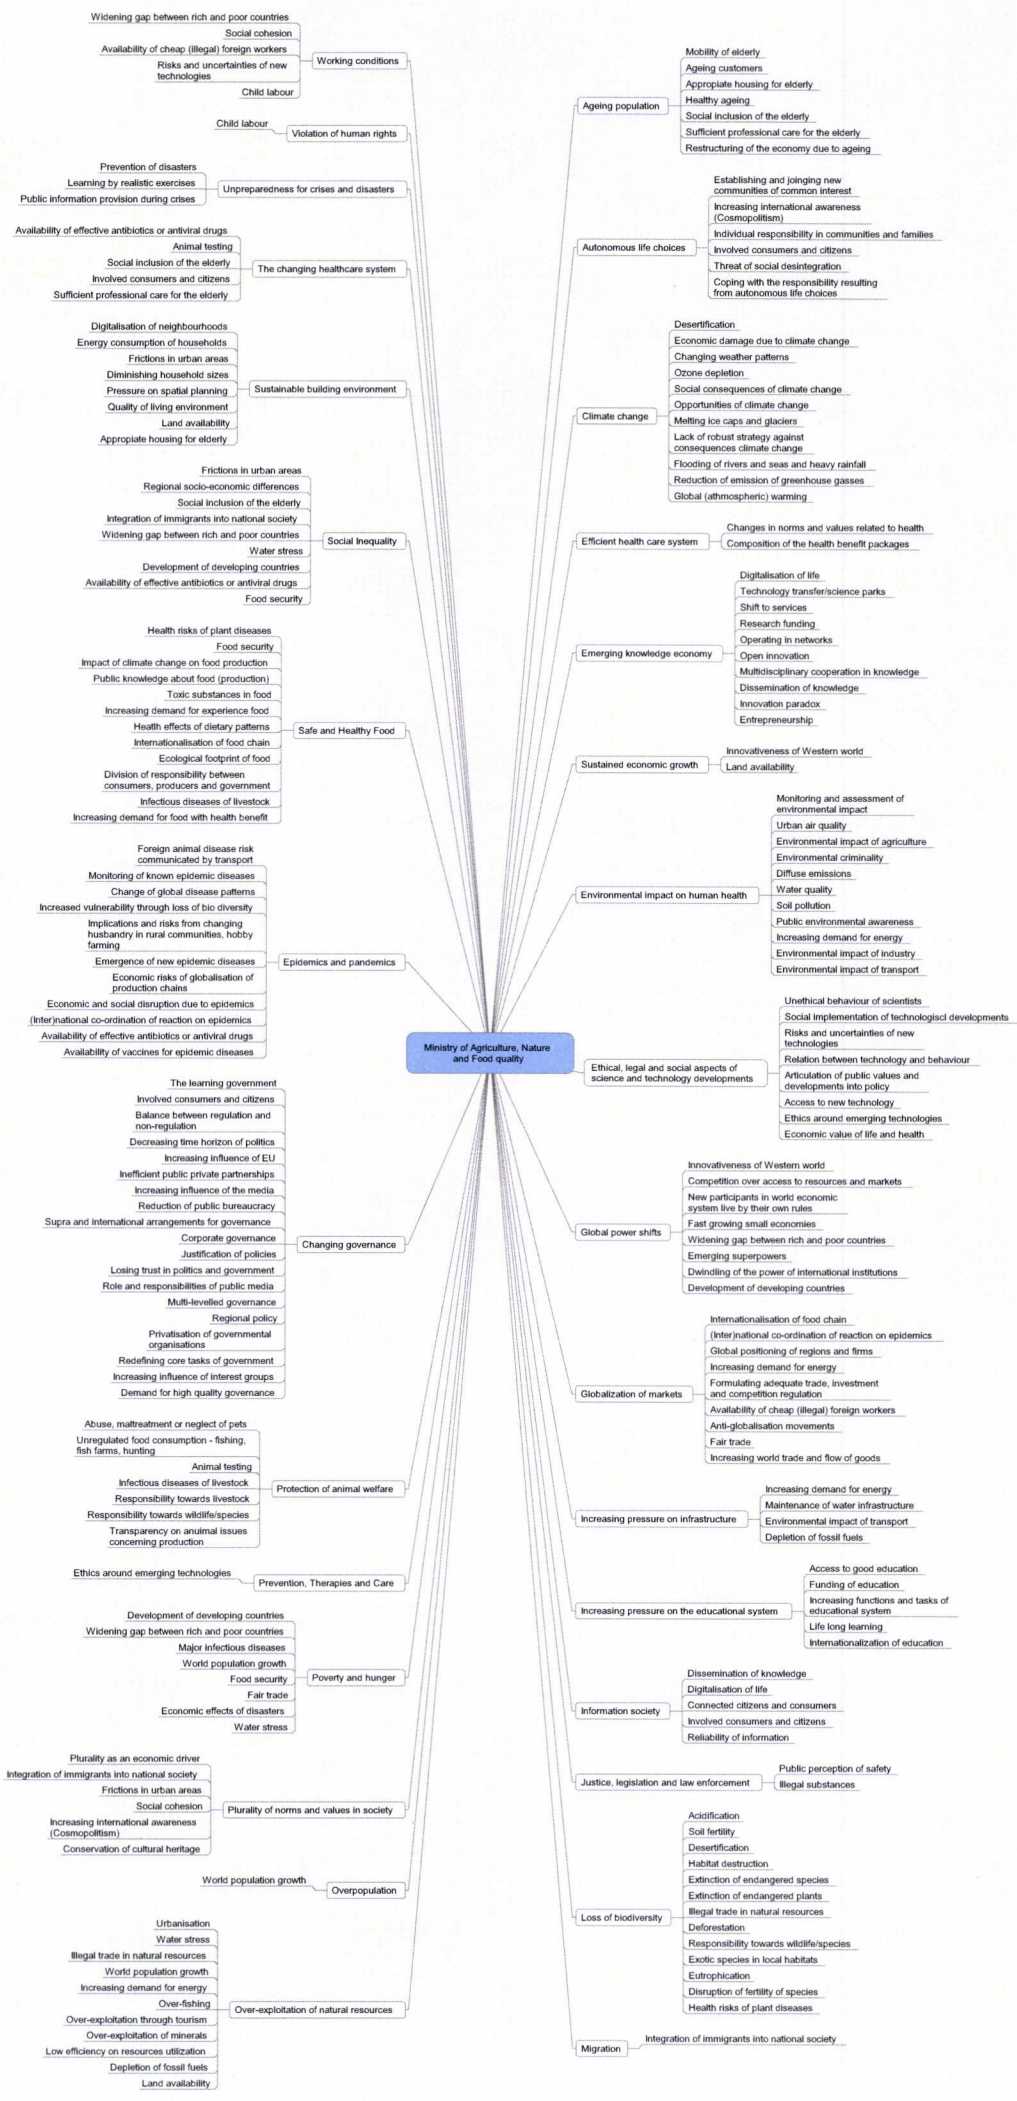 Widening gap between rich and poor countries
Social cohesion
Availability of cheap (illegal) foreign workers
Risks and uncertainties of new
technologies
Child labour
Working conditions
Child labour
Violation of human rights
Prevention of disasters
Learning by realistic exercises
Public information provision during crises
Unpreparedness for crises and disasters
Availability of effective antibiotics or antiviral drugs
Animal testing
Social inclusion of the elderly
Involved consumers and citizens
Sufficient professional care for the elderly
The changing healthcare system
Digitalisation of neighbourhoods
Energy consumption of households
Frictions in urban areas
Diminishing household sizes
Pressure on spatial planning
Quality of living environment
Land availability
Appropiate housing for elderly
Sustainable building environment
Frictions in urban areas
Regional socio-economic differences
Social inclusion of the elderly
Integration of immigrants into national society
Widening gap between rich and poor countries
Water stress
Development of developing countries
Availability of effective antibiotics or antiviral drugs
Food security
Social Inequality
Health risks of plant diseases
Food security
Impact of climate change on food production
Public knowledge about food (production)
Toxic substances in food
Increasing demand for experience food
Health effects of dietary patterns
Internationalisation of food chain
Ecological footprint of food
Division of responsibility between
consumers, producers and government
Infectious diseases of livestock
Increasing demand for food with health benefit
Safe and Healthy Food
Foreign animal disease risk
communicated by transport
Monitoring of known epidemic diseases
Change of global disease patterns
Increased vulnerability through loss of bio diversity
Implications and risks from changing
husbandry in rural communities, hobby
farming
Emergence of new epidemic diseases
Economic risks of globalisation of
production chains
Economic and social disruption due to epidemics
(Inter)national co-ordination of reaction on epidemics
Availability of effective antibiotics or antiviral drugs
Availability of vaccines for epidemic diseases
Epidemics and pandemics
The learning government
Involved consumers and citizens
Balance between regulation and
non-regulation
Decreasing time horizon of politics
Increasing influence of EU
Inefficient public private partnerships
Increasing influence of the media
Reduction of public bureaucracy
Supra and international arrangements for governance
Corporate governance
Justification of policies
Losing trust in politics and government
Role and responsibilities of public media
Multi-levelled governance
Regional policy
Privatisation of governmental
organisations
Redefining core tasks of government
Increasing influence of interest groups
Demand for high quality governance
Changing governance
Abuse, maltreatment or neglect of pets
Unregulated food consumption - fishing,
fish farms, hunting
Animal testing
Infectious diseases of livestock
Responsibility towards livestock
Responsibility towards wildlife/species
Transparency on anuimal issues
concerning production
Protection of animal welfare
Ethics around emerging technologies
Prevention, Therapies and Care
Development of developing countries
Widening gap between rich and poor countries
Major infectious diseases
World population growth
Food security
Fair trade
Economic effects of disasters
Water stress
Poverty and hunger
Plurality as an economic driver
Integration of immigrants into national society
Frictions in urban areas
Social cohesion
Increasing international awareness
(Cosmopolitism)
Conservation of cultural heritage
Plurality of norms and values in society
World population growth
Overpopulation
Urbanisation
Water stress
Illegal trade in natural resources
World population growth
Increasing demand for energy
Over-fishing
Over-exploitation through tourism
Over-exploitation of minerals
Low efficiency on resources utilization
Depletion of fossil fuels
Land availability
Over-exploitation of natural resources
Ministry of Agriculture, Nature
and Food quality
Ageing population
Mobility of elderly
Ageing customers
Appropiate housing for elderly
Healthy ageing
Social inclusion of the elderly
Sufficient professional care for the elderly
Restructuring of the economy due to ageing
Autonomous life choices
Establishing and joinging new
communities of common interest
Increasing international awareness
(Cosmopolitism)
Individual responsibility in communities and families
Involved consumers and citizens
Threat of social desintegration
Coping with the responsibility resulting
from autonomous life choices
Climate change
Desertification
Economic damage due to climate change
Changing weather patterns
Ozone depletion
Social consequences of climate change
Opportunities of climate change
Melting ice caps and glaciers
Lack of robust strategy against
consequences climate change
Flooding of rivers and seas and heavy rainfall
Reduction of emission of greenhouse gasses
Global (athmospheric) warming
Efficient health care system
Changes in norms and values related to health
Composition of the health benefit packages
Emerging knowledge economy
Digitalisation of life
Technology transfer/science parks
Shift to services
Research funding
Operating in networks
Open innovation
Multidisciplinary cooperation in knowledge
Dissemination of knowledge
Innovation paradox
Entrepreneurship
Sustained economic growth
Innovativeness of Western world
Land availability
Environmental impact on human health
Monitoring and assessment of
environmental impact
Urban air quality
Environmental impact of agriculture
Environmental criminality
Diffuse emissions
Water quality
Soil pollution
Public environmental awareness
Increasing demand for energy
Environmental impact of industry
Environmental impact of transport
Ethical, legal and social aspects of
science and technology developments
Unethical behaviour of scientists
Social implementation of technologiscl developments
Risks and uncertainties of new
technologies
Relation between technology and behaviour
Articulation of public values and
developments into policy
Access to new technology
Ethics around emerging technologies
Economic value of life and health
Global power shifts
Innovativeness of Western world
Competition over access to resources and markets
New participants in world economic
system live by their own rules
Fast growing small economies
Widening gap between rich and poor countries
Emerging superpowers
Dwindling of the power of international institutions
Development of developing countries
Globalization of markets
Internationalisation of food chain
(Inter)national co-ordination of reaction on epidemics
Global positioning of regions and firms
Increasing demand for energy
Formulating adequate trade, investment
and competition regulation
Availability of cheap (illegal) foreign workers
Anti-globalisation movements
Fair trade
Increasing world trade and flow of goods
Increasing pressure on infrastructure
Increasing demand for energy
Maintenance of water infrastructure
Environmental impact of transport
Depletion of fossil fuels
Increasing pressure on the educational system
Access to good education
Funding of education
Increasing functions and tasks of
educational system
Life long learning
Internationalization of education
Information society
Dissemination of knowledge
Digitalisation of life
Connected citizens and consumers
Involved consumers and citizens
Reliability of information
Justice, legislation and law enforcement
Public perception of safety
Illegal substances
Loss of biodiversity
Acidification
Soil fertility
Desertification
Habitat destruction
Extinction of endangered species
Extinction of endangered plants
Illegal trade in natural resources
Deforestation
Responsibility towards wildlife/species
Exotic species in local habitats
Eutrophication
Disruption of fertility of species
Health risks of plant diseases
Migration
Integration of immigrants into national society